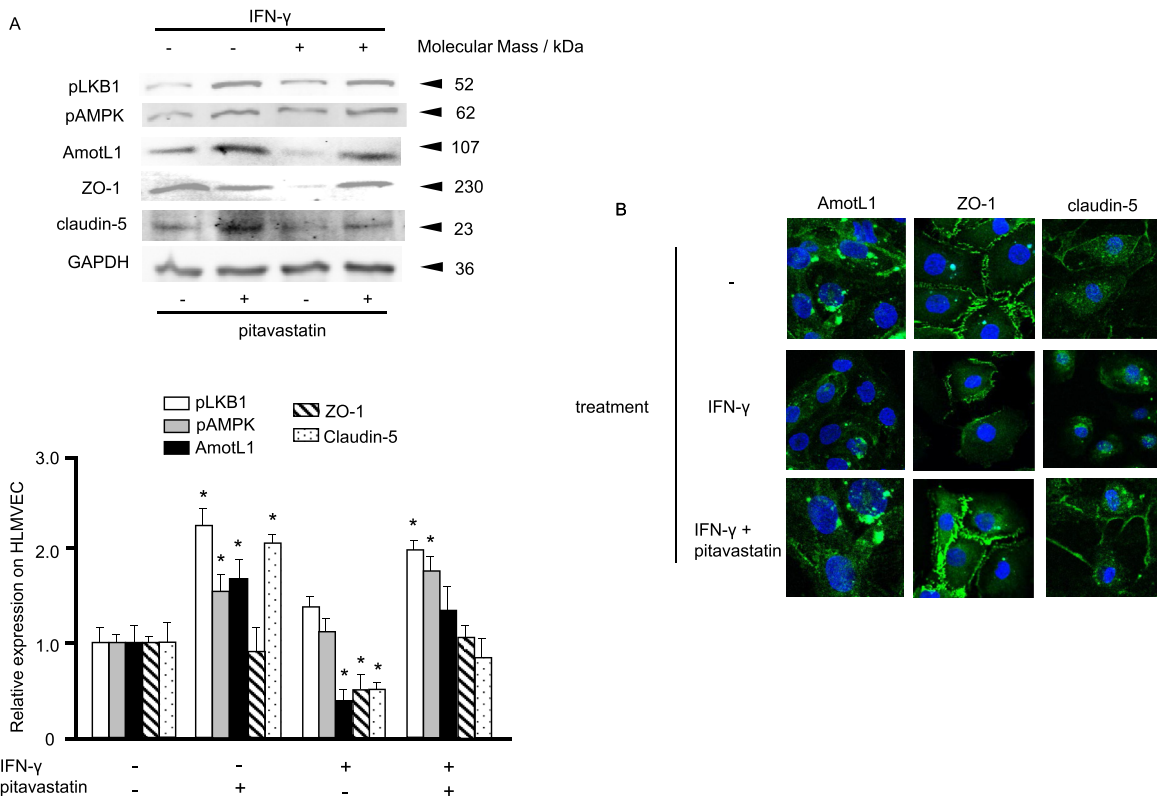 A
IFN-γ
- - + +
Molecular Mass / kDa
pLKB1 52
pAMPK 62
AmotL1 107
ZO-1 230
claudin-5 23
GAPDH 36
- + - +
pitavastatin
pLKB1
pAMPK
AmotL1
ZO-1
Claudin-5
Relative expression on HLMVEC
3.0
2.0
1.0
0
* * * *
* * *
* *
IFN-γ - - + +
pitavastatin - + - +
B
AmotL1 ZO-1 claudin-5
treatment
-
IFN-γ
IFN-γ +
pitavastatin